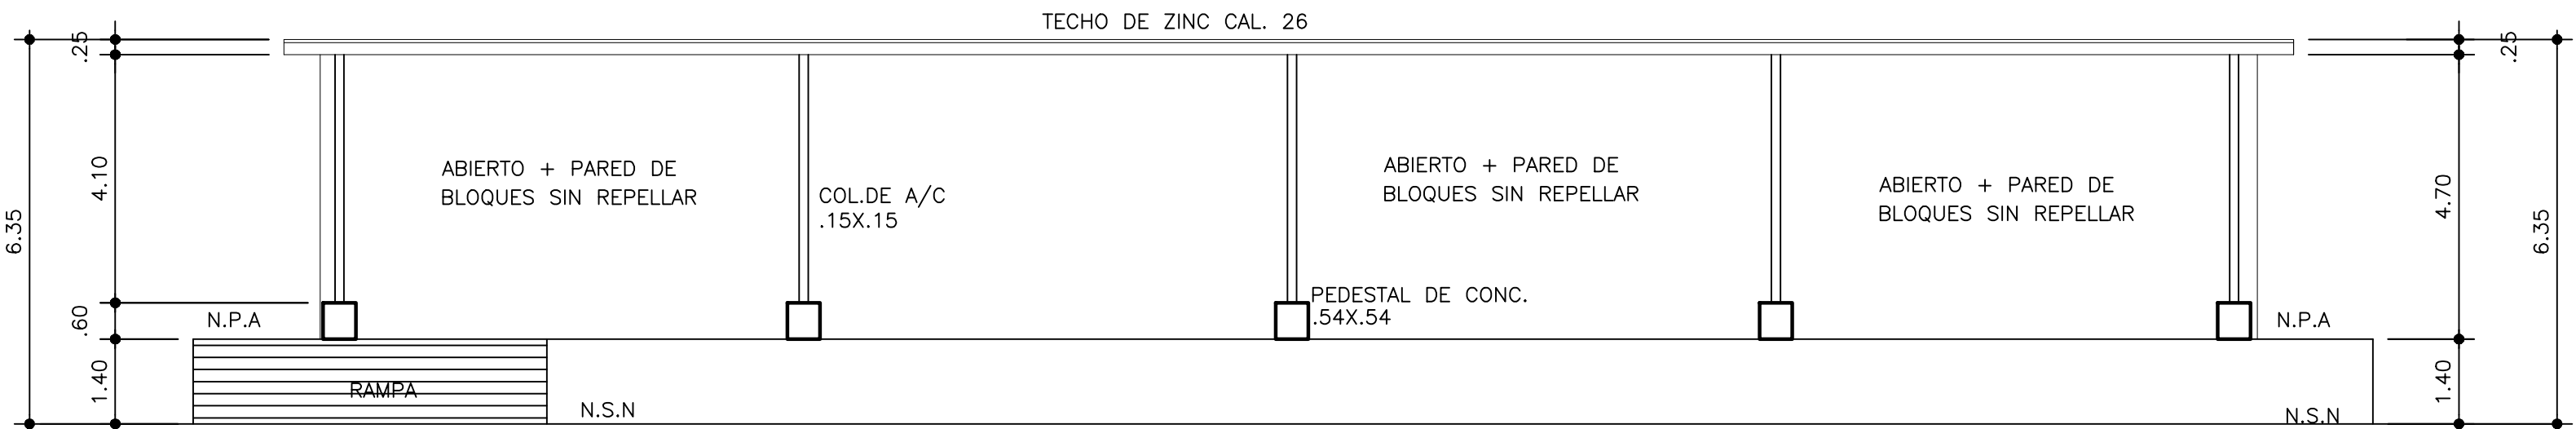 TECHO DE ZINC CAL. 26
.25
.25
4.10
6.35
ABIERTO + PARED DE
BLOQUES SIN REPELLAR
COL.DE A/C
.15X.15
ABIERTO + PARED DE
BLOQUES SIN REPELLAR
ABIERTO + PARED DE
BLOQUES SIN REPELLAR
4.70
6.35
.60
N.P.A
PEDESTAL DE CONC.
.54X.54
N.P.A
1.40
RAMPA
N.S.N
1.40
N.S.N